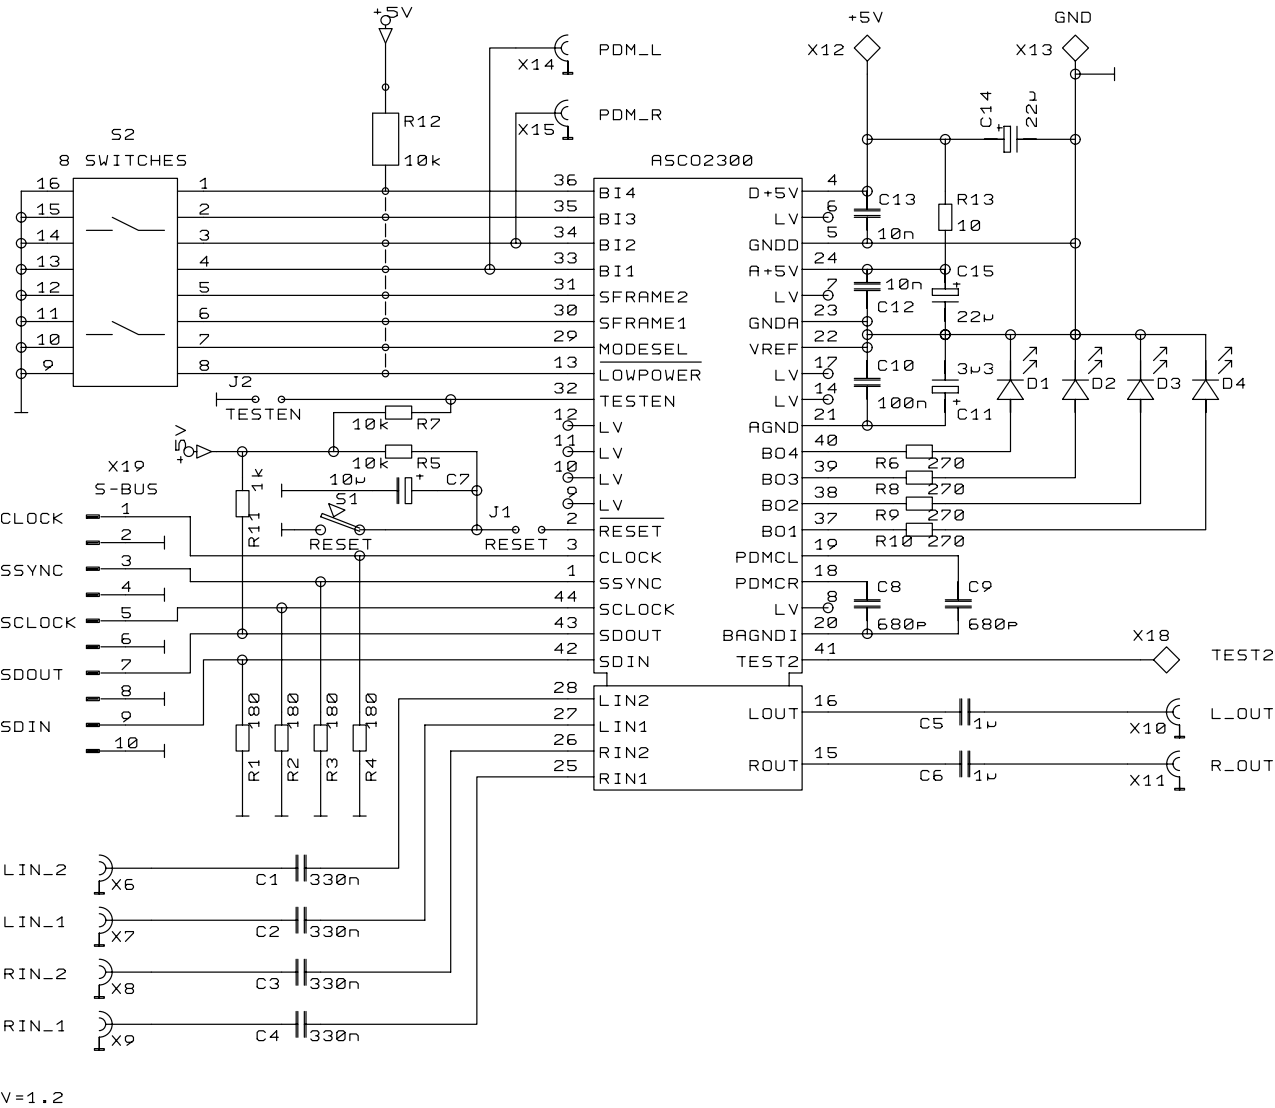 +5V
+5V
GND
X12
X13
PDM_L
X14
PDM_R
X15
C14
22µ
+
R12
10k
S2
8 SWITCHES
ASCO2300
16 1 36 BI4 D+5V 4
15 2 35 BI3 LV 6
14 3 34 BI2 GNDD 5
13 4 33 BI1 A+5V 24
12 5 31 SFRAME2 LV 7
11 6 30 SFRAME1 GNDA 23
10 7 29 MODESEL VREF 22
9 8 13 LOWPOWER LV 17
32 TESTEN LV 14
12 LV AGND 21
11 LV BO4 40
10 LV BO3 39
9 LV BO2 38
2 RESET BO1 37
3 CLOCK PDMCL 19
1 SSYNC PDMCR 18
44 SCLOCK LV 8
43 SDOUT BAGNDI 20
42 SDIN TEST2 41
28 LIN2
27 LIN1 LOUT 16
26 RIN2
25 RIN1 ROUT 15
C13
10n
R13
10
C15
+
22µ
10n
C12
C10
100n
3µ3
+
C11
D1
D2
D3
D4
R6 270
R8 270
R9 270
R10 270
C8
680p
C9
680p
X18
TEST2
C5 1µ
X10
L_OUT
C6 1µ
X11
R_OUT
J2
TESTEN
10k R7
+5V
10k R5
10µ
+
C7
1k
R11
S1
RESET
J1
RESET
X19
S-BUS
CLOCK 1
2
SSYNC 3
4
SCLOCK 5
6
SDOUT 7
8
SDIN 9
10
180
R1
180
R2
180
R3
180
R4
LIN_2 X6 C1 330n
LIN_1 X7 C2 330n
RIN_2 X8 C3 330n
RIN_1 X9 C4 330n
V=1.2